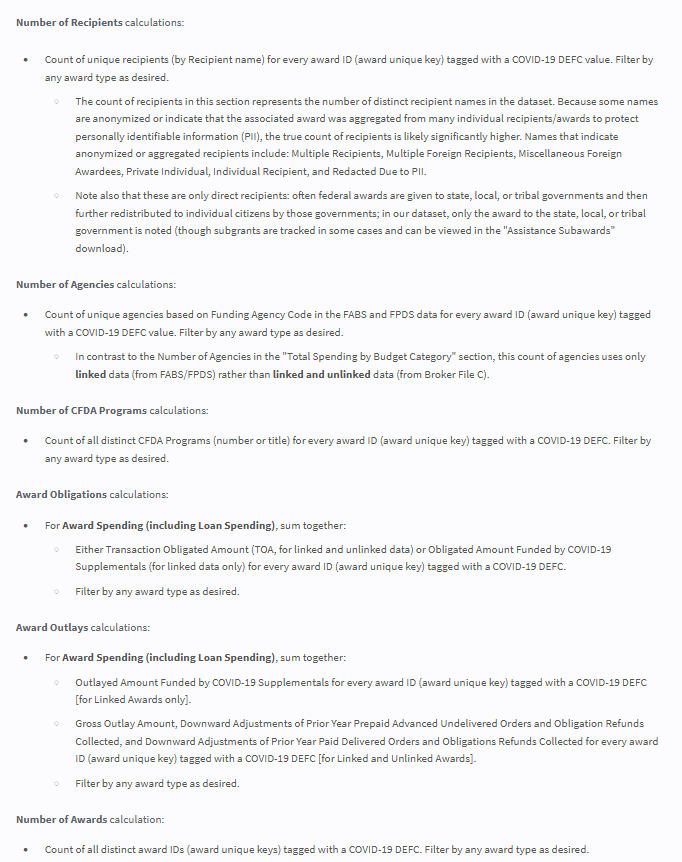 Number of Recipients calculations:
• Count of unique recipients (by Recipient name) for every award ID (award unique key) tagged with a COVID-19 DEFC value. Filter by
any award type as desired.
○ The count of recipients in this section represents the number of distinct recipient names in the dataset. Because some names
are anonymized or indicate that the associated award was aggregated from many individual recipients/awards to protect
personally identifiable information (PII), the true count of recipients is likely significantly higher. Names that indicate
anonymized or aggregated recipients include: Multiple Recipients, Multiple Foreign Recipients, Miscellaneous Foreign
Awardees, Private Individual, Individual Recipient, and Redacted Due to PII.
○ Note also that these are only direct recipients: often federal awards are given to state, local, or tribal governments and then
further redistributed to individual citizens by those governments; in our dataset, only the award to the state, local, or tribal
government is noted (though subgrants are tracked in some cases and can be viewed in the "Assistance Subawards"
download).
Number of Agencies calculations:
• Count of unique agencies based on Funding Agency Code in the FABS and FPDS data for every award ID (award unique key) tagged
with a COVID-19 DEFC value. Filter by any award type as desired.
○ In contrast to the Number of Agencies in the "Total Spending by Budget Category" section, this count of agencies uses only
linked data (from FABS/FPDS) rather than linked and unlinked data (from Broker File C).
Number of CFDA Programs calculations:
• Count of all distinct CFDA Programs (number or title) for every award ID (award unique key) tagged with a COVID-19 DEFC. Filter by
any award type as desired.
Award Obligations calculations:
• For Award Spending (including Loan Spending), sum together:
○ Either Transaction Obligated Amount (TOA, for linked and unlinked data) or Obligated Amount Funded by COVID-19
Supplementals (for linked data only) for every award ID (award unique key) tagged with a COVID-19 DEFC.
○ Filter by any award type as desired.
Award Outlays calculations:
• For Award Spending (including Loan Spending), sum together:
○ Outlayed Amount Funded by COVID-19 Supplementals for every award ID (award unique key) tagged with a COVID-19 DEFC
[for Linked Awards only].
○ Gross Outlay Amount, Downward Adjustments of Prior Year Prepaid Advanced Undelivered Orders and Obligation Refunds
Collected, and Downward Adjustments of Prior Year Paid Delivered Orders and Obligations Refunds Collected for every award
ID (award unique key) tagged with a COVID-19 DEFC [for Linked and Unlinked Awards].
○ Filter by any award type as desired.
Number of Awards calculation:
• Count of all distinct award IDs (award unique keys) tagged with a COVID-19 DEFC. Filter by any award type as desired.